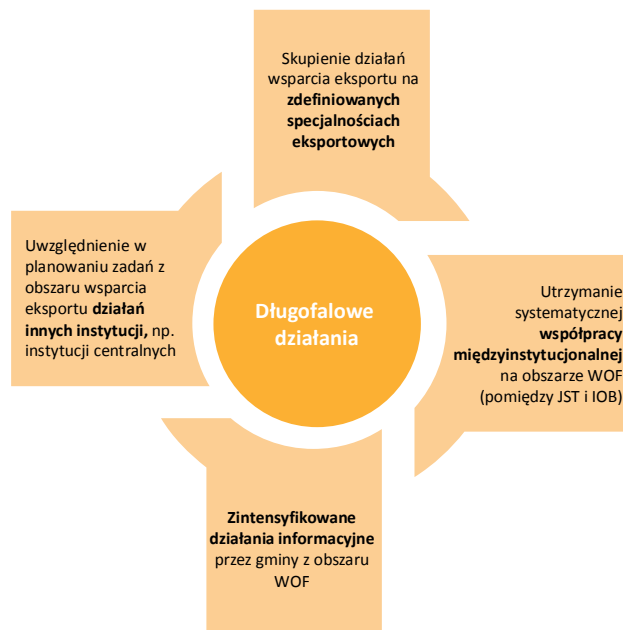 Skupienie działań
wsparcia eksportu na
zdefiniowanych
specjalnościach
eksportowych
Uwzględnienie w
planowaniu zadań z
obszaru wsparcia
eksportu działań
innych instytucji, np.
instytucji centralnych
Długofalowe
działania
Utrzymanie
systematycznej
współpracy
międzyinstytucjonalnej
na obszarze WOF
(pomiędzy JST i IOB)
Zintensyfikowane
działania informacyjne
przez gminy z obszaru
WOF